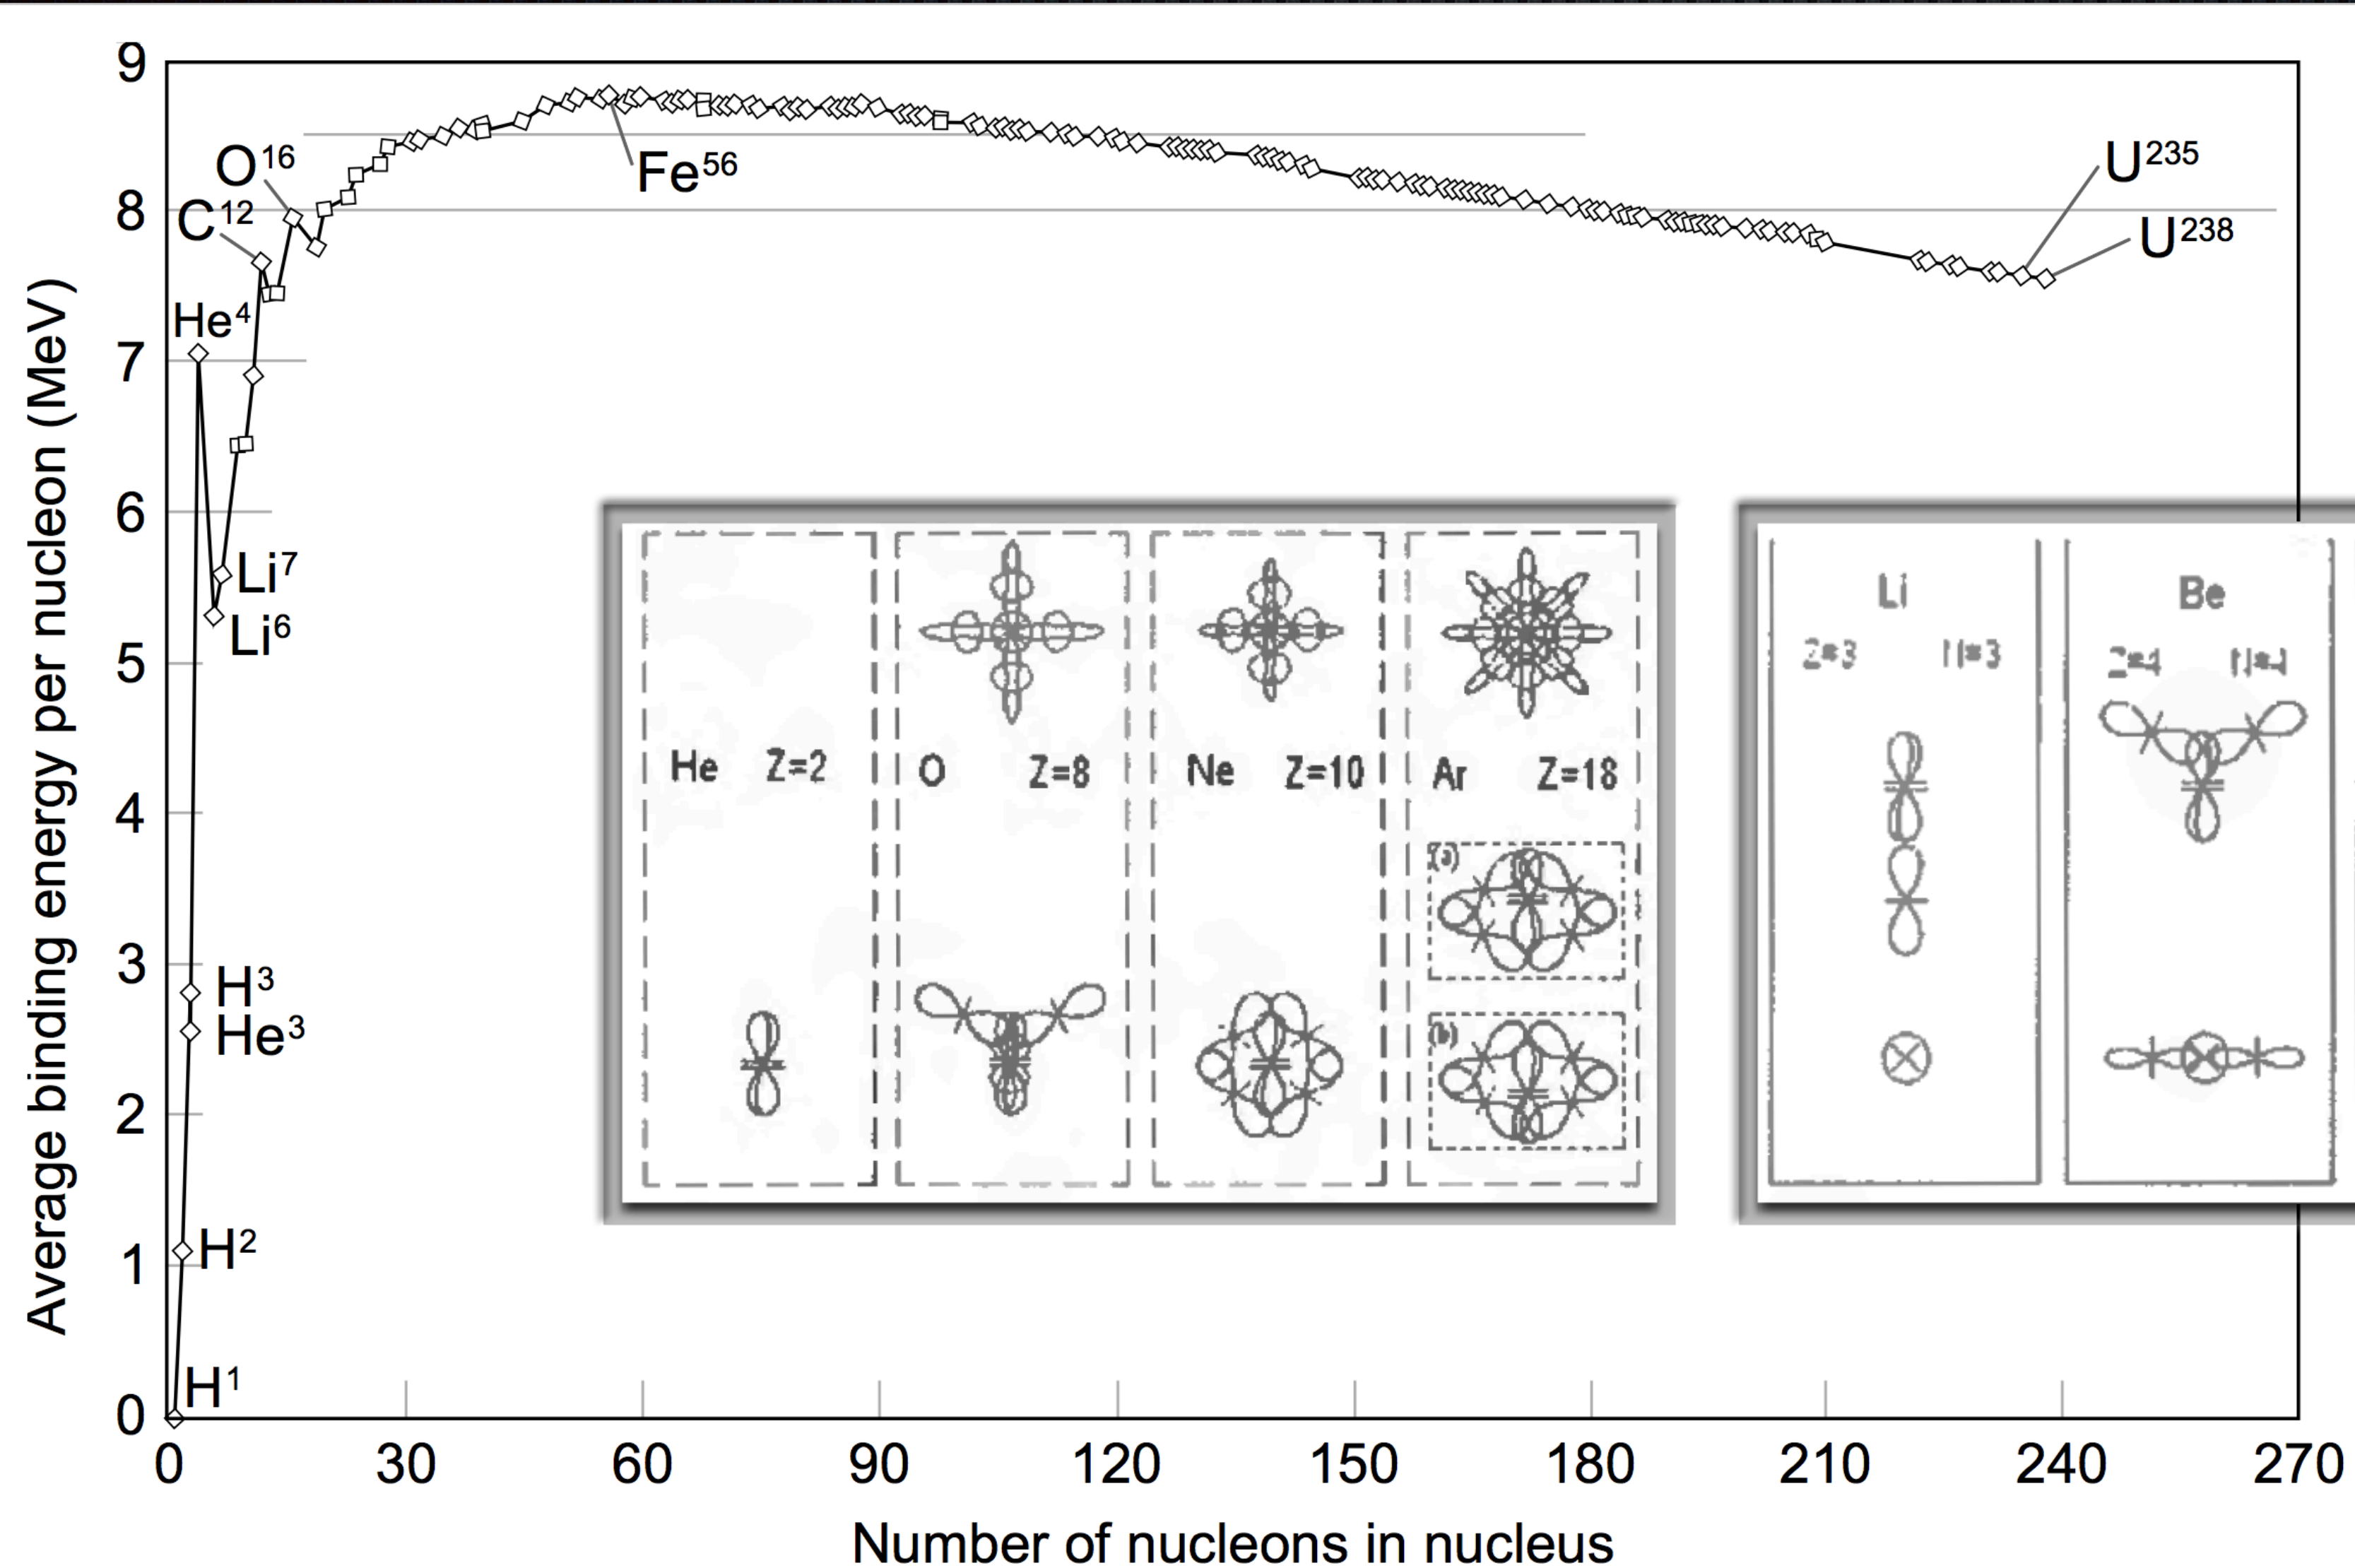 Average binding energy per nucleon (MeV)
9
8
7
6
5
4
3
2
1
0
O¹⁶
C¹²
He⁴
Fe⁵⁶
U²³⁵
U²³⁸
Li⁷
Li⁶
H³
He³
H²
H¹
He Z=2
O Z=8
Ne Z=10
Ar Z=18
(a)
(b)
Li
Be
0 30 60 90 120 150 180 210 240 270
Number of nucleons in nucleus